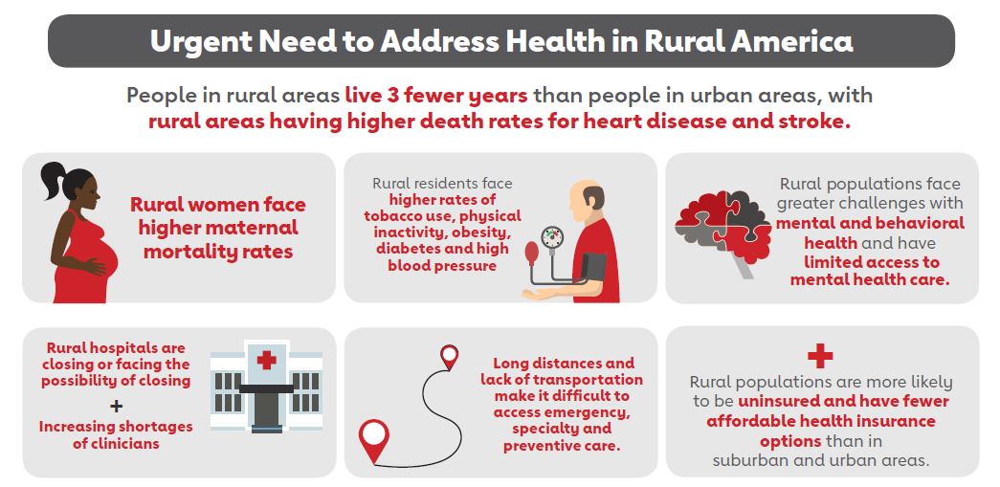 Urgent Need to Address Health in Rural America
People in rural areas live 3 fewer years than people in urban areas, with
rural areas having higher death rates for heart disease and stroke.
Rural women face
higher maternal
mortality rates
Rural residents face
higher rates of
tobacco use, physical
inactivity, obesity,
diabetes and high
blood pressure
Rural populations face
greater challenges with
mental and behavioral
health and have
limited access to
mental health care.
Rural hospitals are
closing or facing the
possibility of closing
+
Increasing shortages
of clinicians
Long distances and
lack of transportation
make it difficult to
access emergency,
specialty and
preventive care.
Rural populations are more likely
to be uninsured and have fewer
affordable health insurance
options than in
suburban and urban areas.